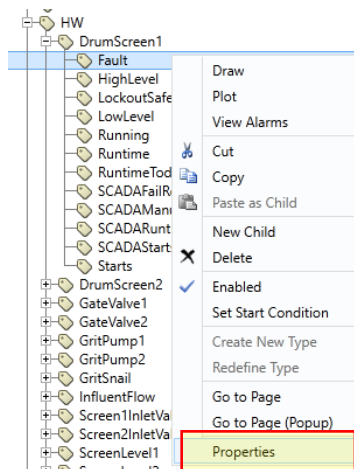 HW
DrumScreen1
Fault
HighLevel
LockoutSafe
LowLevel
Running
Runtime
RuntimeTod
SCADAFailR
SCADAManu
SCADARunt
SCADAStart
Starts
DrumScreen2
GateValve1
GateValve2
GritPump1
GritPump2
GritSnail
InfluentFlow
Screen1InletVa
Screen2InletVa
ScreenLevel1
Draw
Plot
View Alarms
Cut
Copy
Paste as Child
New Child
Delete
Enabled
Set Start Condition
Create New Type
Redefine Type
Go to Page
Go to Page (Popup)
Properties